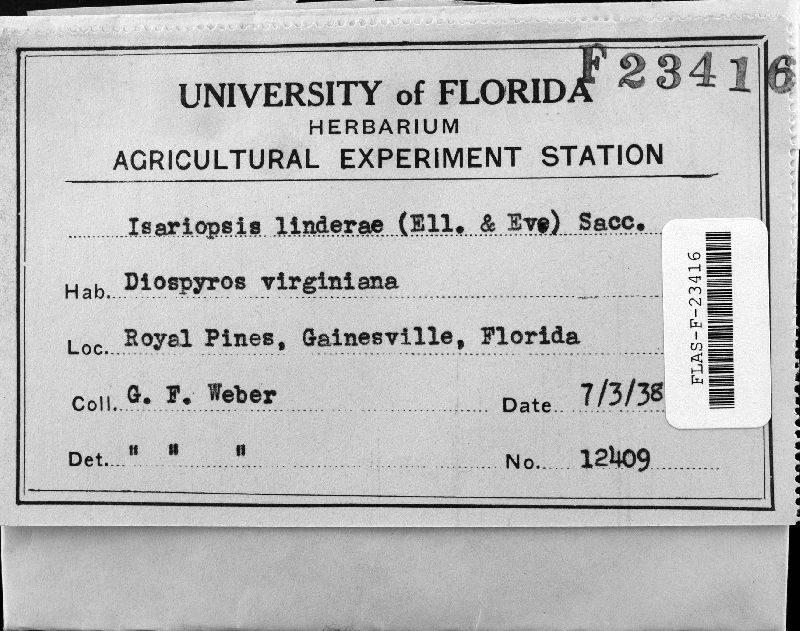 F23416
UNIVERSITY of FLORIDA
HERBARIUM
AGRICULTURAL EXPERIMENT STATION
Isariopsis linderae (Ell. & Eve) Sacc.
Hab. Diospyros virginiana
Loc. Royal Pines, Gainesville, Florida
Coll. G. F. Weber Date 7/3/38
Det. " " " No. 12409
FLAS-F-23416